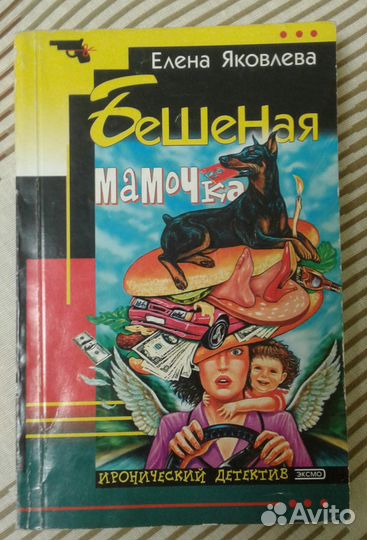 Елена Яковлева
Бешеная
мамочка
ИРОНИЧЕСКИЙ ДЕТЕКТИВ
ЭКСМО
Avito